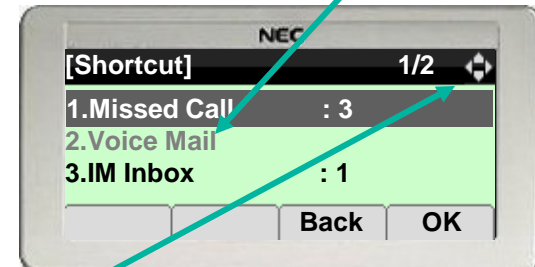 NEC
[Shortcut] 1/2
1.Missed Call : 3
2.Voice Mail
3.IM Inbox : 1
Back OK